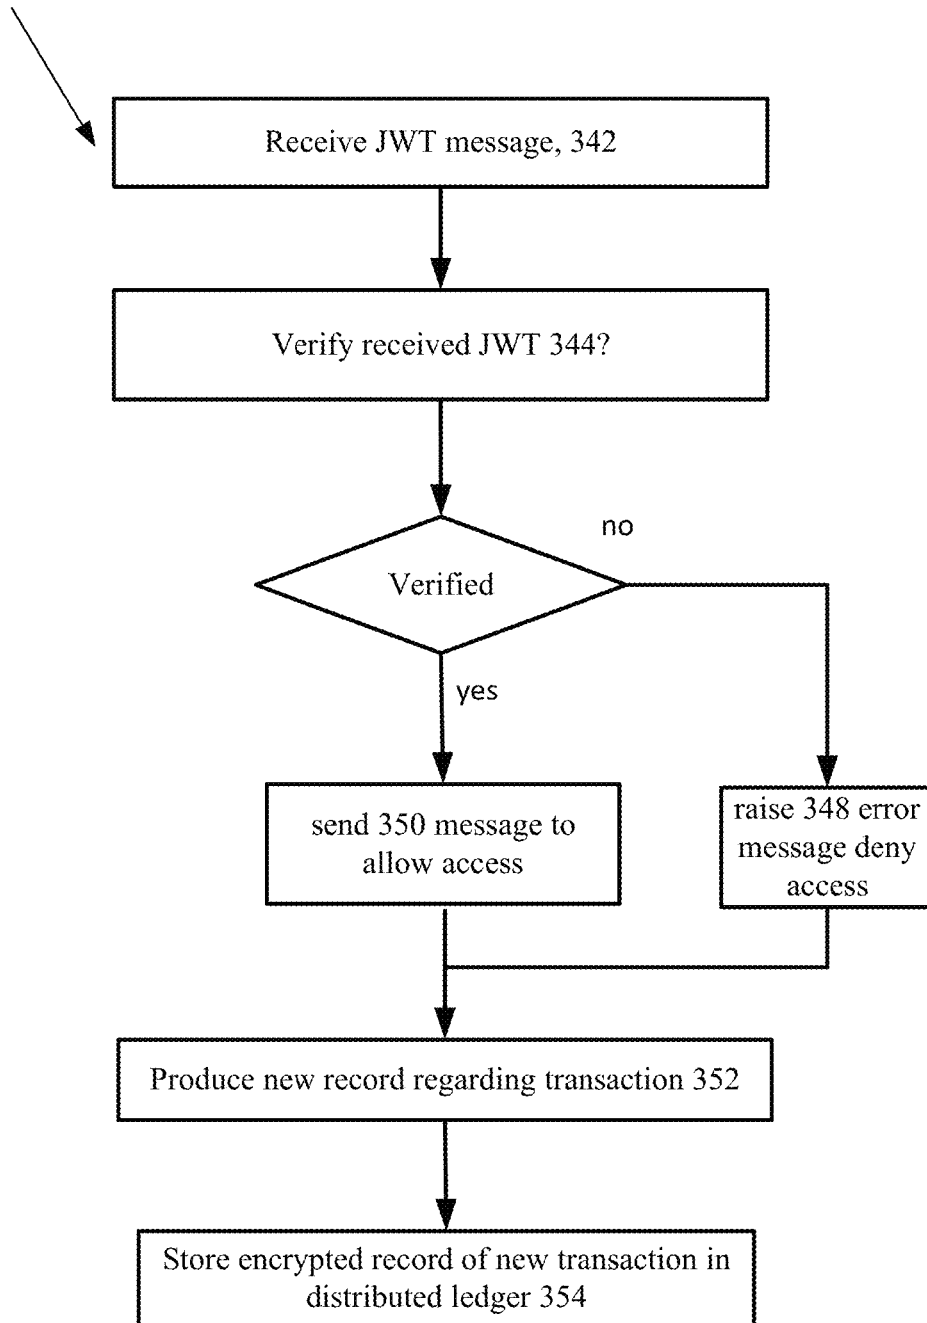 Receive JWT message, 342
Verify received JWT 344?
no
Verified
yes
send 350 message to
allow access
raise 348 error
message deny
access
Produce new record regarding transaction 352
Store encrypted record of new transaction in
distributed ledger 354